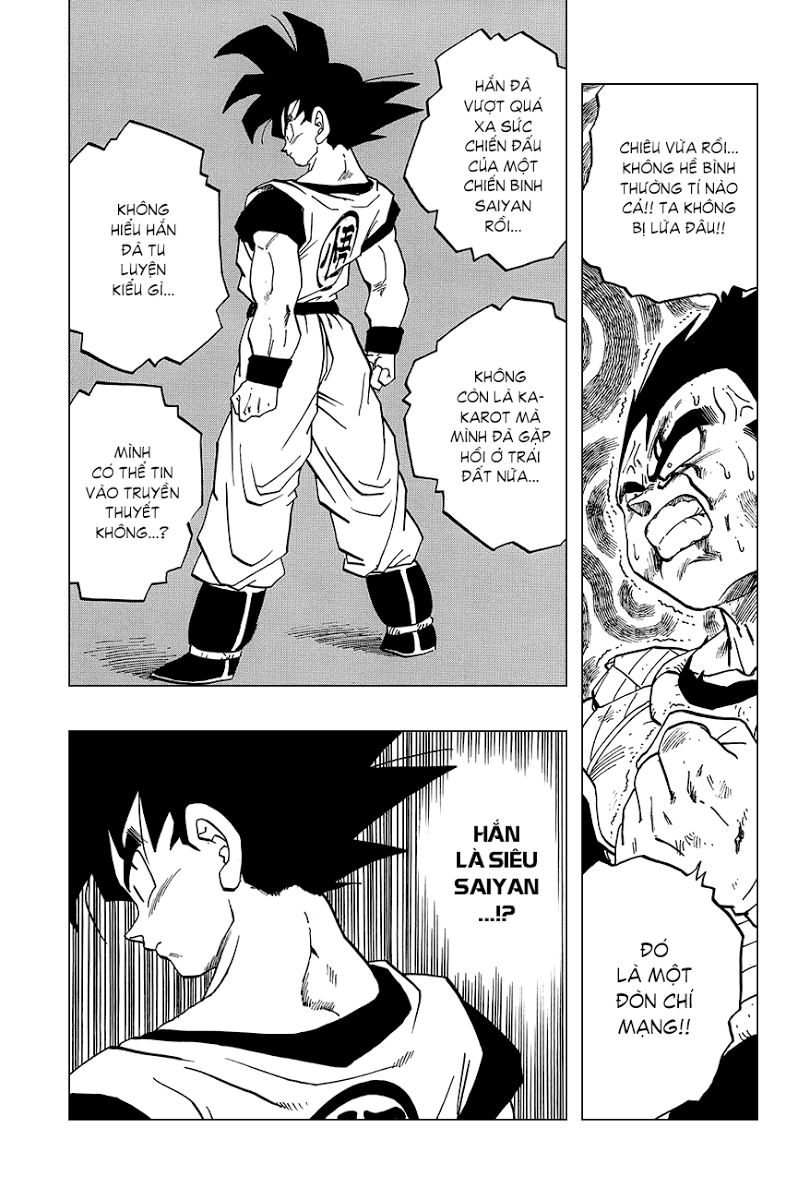 CHIÊU VỪA RỒI...
KHÔNG HỀ BÌNH
THƯỜNG TÍ NÀO
CẢ!! TA KHÔNG
BỊ LỪA ĐÂU!!
ĐÓ
LÀ MỘT
ĐÒN CHÍ
MẠNG!!
HẮN ĐÃ
VƯỢT QUÁ
XA SỨC
CHIẾN ĐẤU
CỦA MỘT
CHIẾN BINH
SAIYAN
RỒI...
KHÔNG
HIỂU HẮN
ĐÃ TU
LUYỆN
KIỂU GÌ...
KHÔNG
CÒN LÀ KA-
KAROT MÀ
MÌNH ĐÃ GẶP
HỒI Ở TRÁI
ĐẤT NỮA...
MÌNH
CÓ THỂ TIN
VÀO TRUYỀN
THUYẾT
KHÔNG...?
HẮN
LÀ SIÊU
SAIYAN
...!?